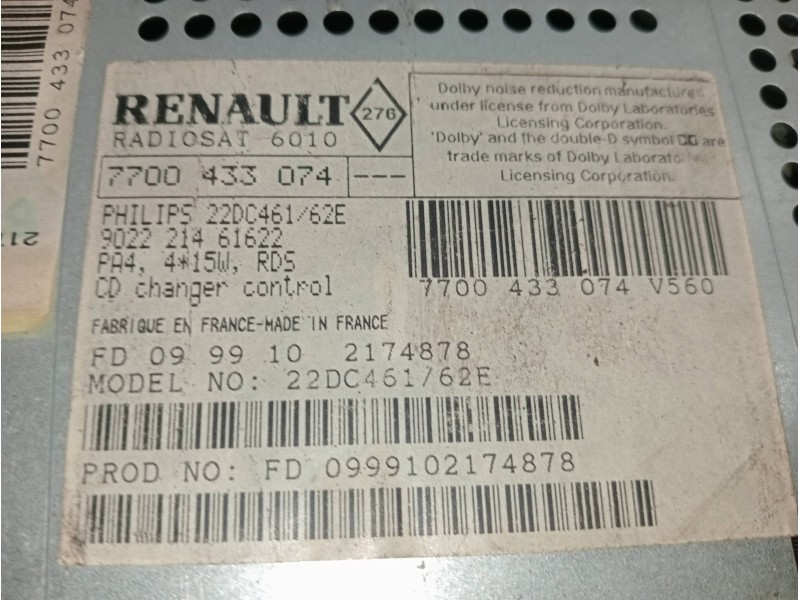 RENAULT 276
RADIOSAT 6010
7700 433 074 ---
Dolby noise reduction manufactured
under license from Dolby Laboratories
Licensing Corporation.
'Dolby' and the double-D symbol are
trade marks of Dolby Laborato
Licensing Corporation.
PHILIPS 22DC461/62E
9022 214 61622
PA4, 4*15W, RDS
CD changer control
7700 433 074 V560
FABRIQUE EN FRANCE-MADE IN FRANCE
FD 09 99 10 2174878
MODEL NO: 22DC461/62E
PROD NO: FD 0999102174878
7700 433 074